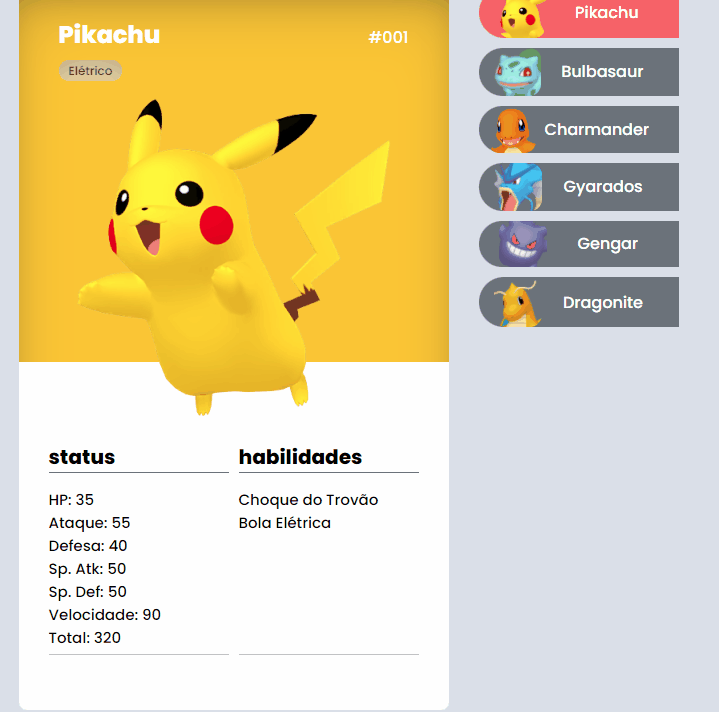 Pikachu
#001
Elétrico
status
HP: 35
Ataque: 55
Defesa: 40
Sp. Atk: 50
Sp. Def: 50
Velocidade: 90
Total: 320
habilidades
Choque do Trovão
Bola Elétrica
Pikachu
Bulbasaur
Charmander
Gyarados
Gengar
Dragonite